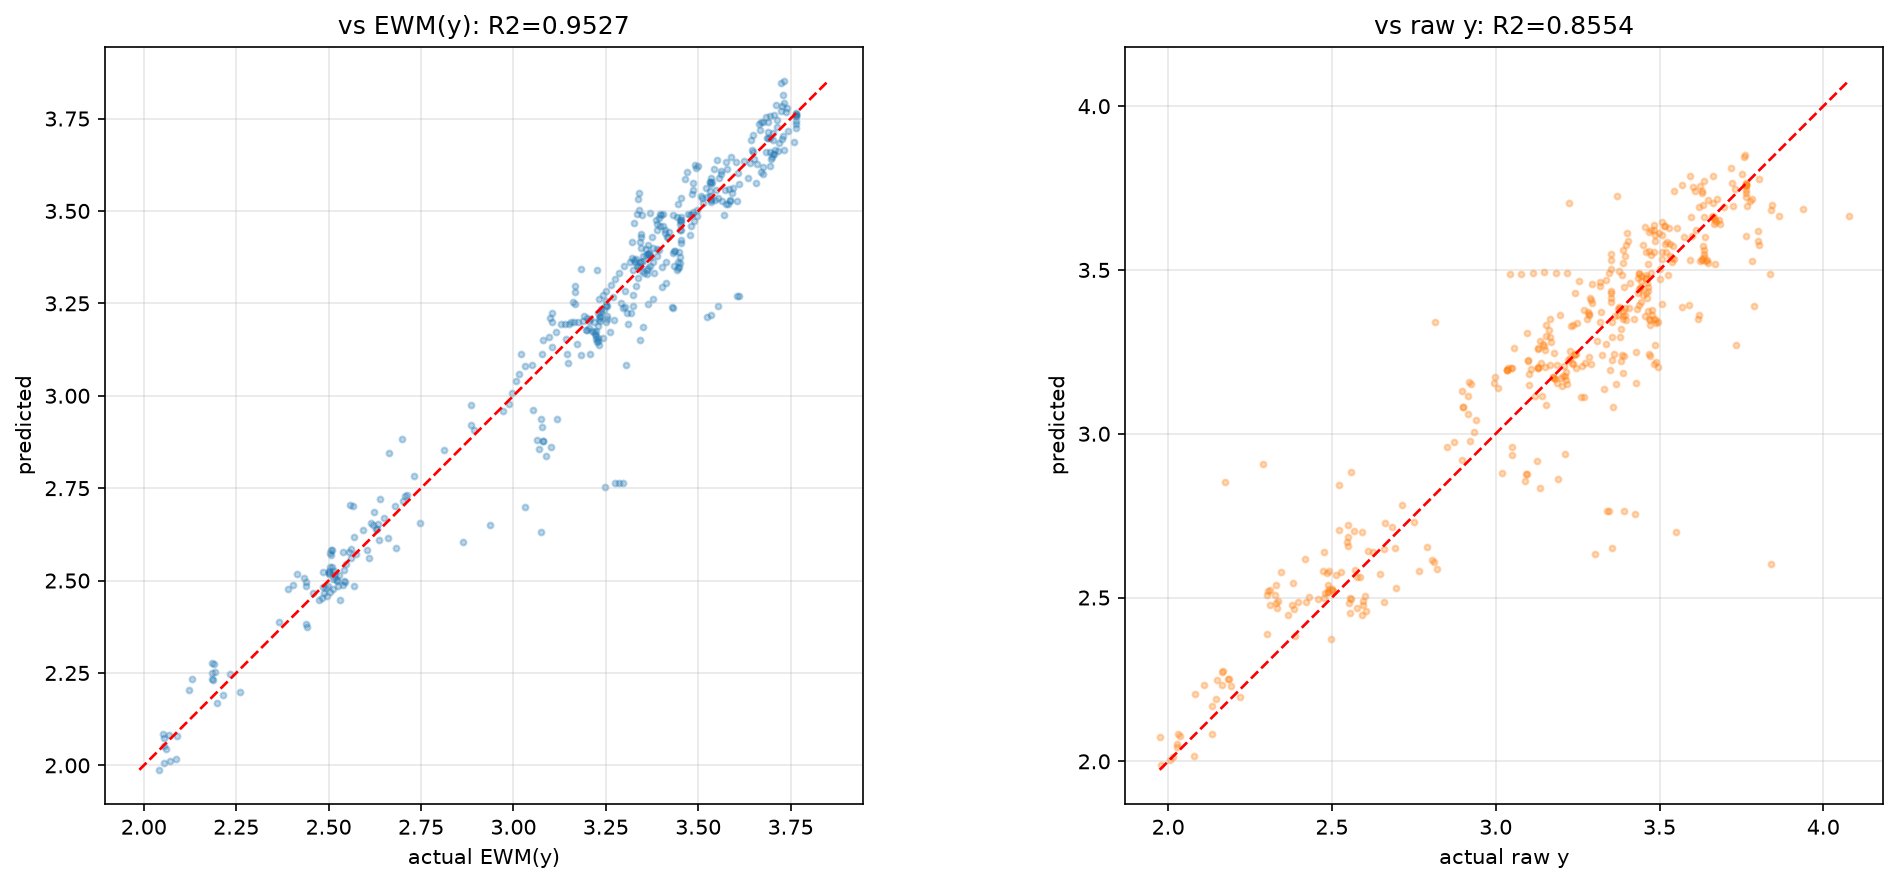 vs EWM(y): R2=0.9527
3.75
3.50
3.25
3.00
2.75
2.50
2.25
2.00
predicted
2.00 2.25 2.50 2.75 3.00 3.25 3.50 3.75
actual EWM(y)
vs raw y: R2=0.8554
4.0
3.5
3.0
2.5
2.0
predicted
2.0 2.5 3.0 3.5 4.0
actual raw y